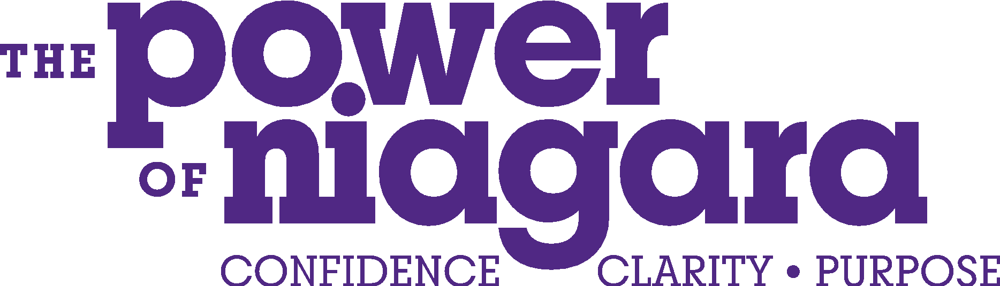 THE power
OF niagara
CONFIDENCE CLARITY • PURPOSE